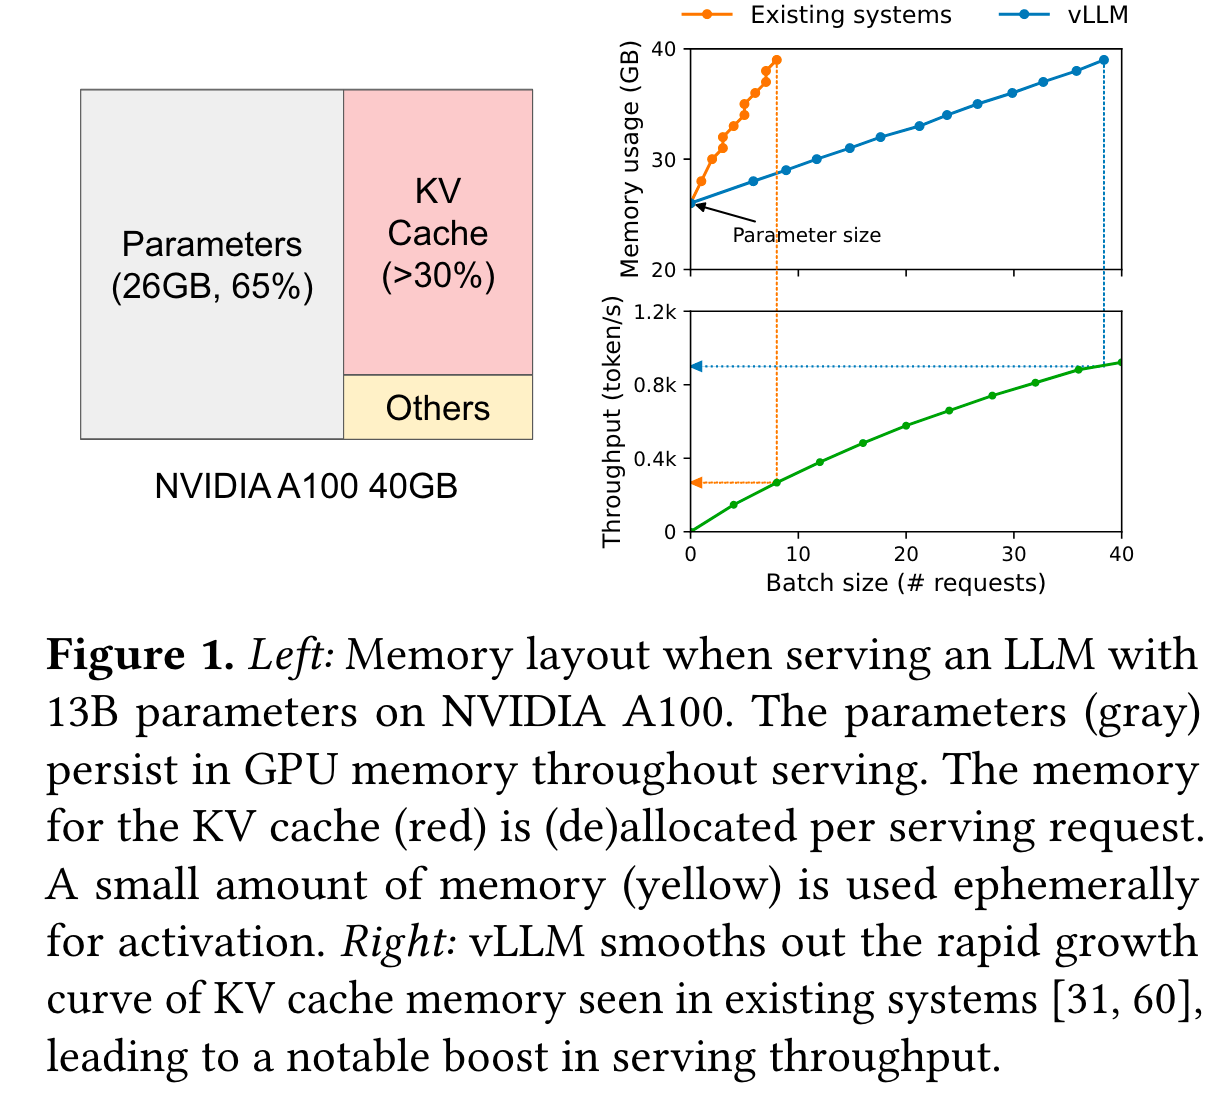 Parameters
(26GB, 65%)
KV
Cache
(>30%)
Others
NVIDIA A100 40GB
Existing systems
vLLM
Memory usage (GB)
40
30
20
Parameter size
Throughput (token/s)
1.2k
0.8k
0.4k
0
0 10 20 30 40
Batch size (# requests)
Figure 1. Left: Memory layout when serving an LLM with
13B parameters on NVIDIA A100. The parameters (gray)
persist in GPU memory throughout serving. The memory
for the KV cache (red) is (de)allocated per serving request.
A small amount of memory (yellow) is used ephemerally
for activation. Right: vLLM smooths out the rapid growth
curve of KV cache memory seen in existing systems [31, 60],
leading to a notable boost in serving throughput.